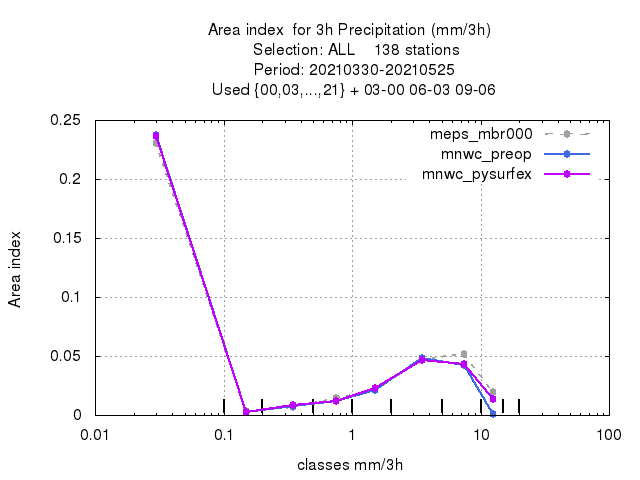 Area index  for 3h Precipitation (mm/3h)
Selection: ALL    138 stations
Period: 20210330-20210525
Used {00,03,...,21} + 03-00 06-03 09-06
meps_mbr000
mnwc_preop
mnwc_pysurfex
0.25
0.2
0.15
0.1
0.05
0
Area index
0.01 0.1 1 10 100
classes mm/3h